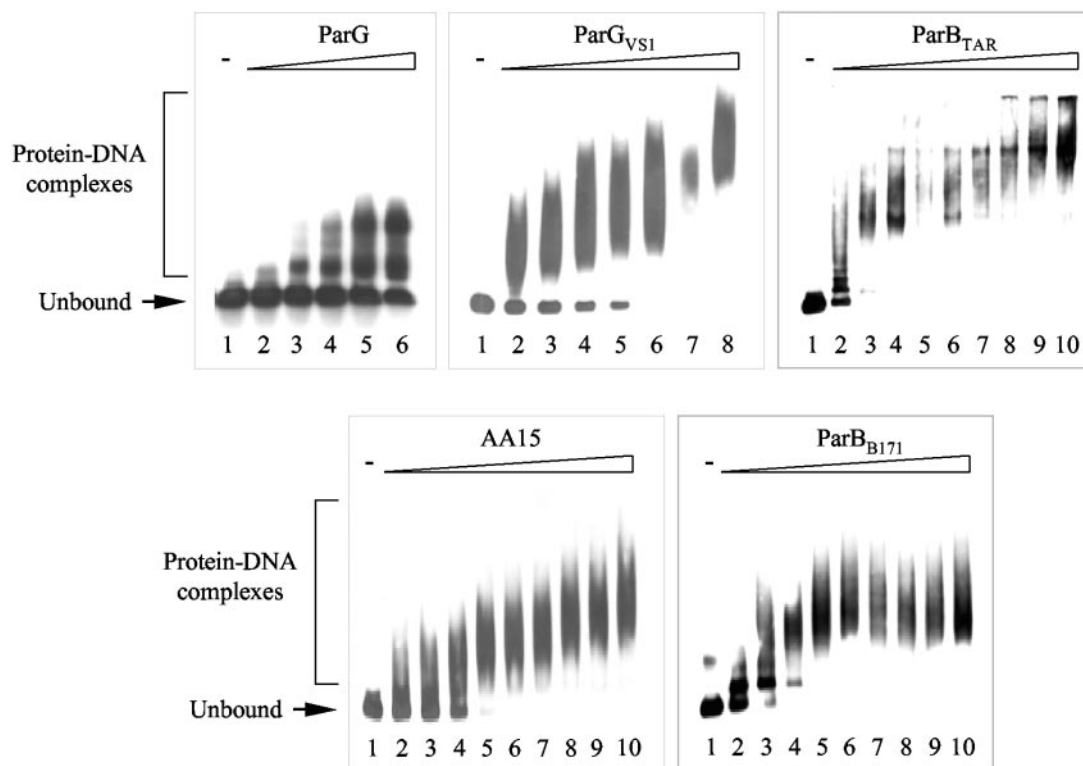 ParG
-
Protein-DNA
complexes
Unbound
1 2 3 4 5 6
ParG_VS1
-
1 2 3 4 5 6 7 8
ParB_TAR
-
1 2 3 4 5 6 7 8 9 10
AA15
-
Protein-DNA
complexes
Unbound
1 2 3 4 5 6 7 8 9 10
ParB_B171
-
1 2 3 4 5 6 7 8 9 10